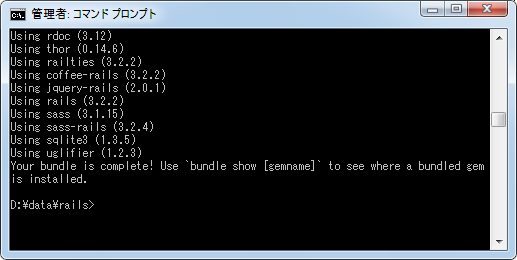 管理者: コマンド プロンプト
Using rdoc (3.12)
Using thor (0.14.6)
Using railties (3.2.2)
Using coffee-rails (3.2.2)
Using jquery-rails (2.0.1)
Using rails (3.2.2)
Using sass (3.1.15)
Using sass-rails (3.2.4)
Using sqlite3 (1.3.5)
Using uglifier (1.2.3)
Your bundle is complete! Use `bundle show [gemname]` to see where a bundled gem
is installed.
D:¥data¥rails>